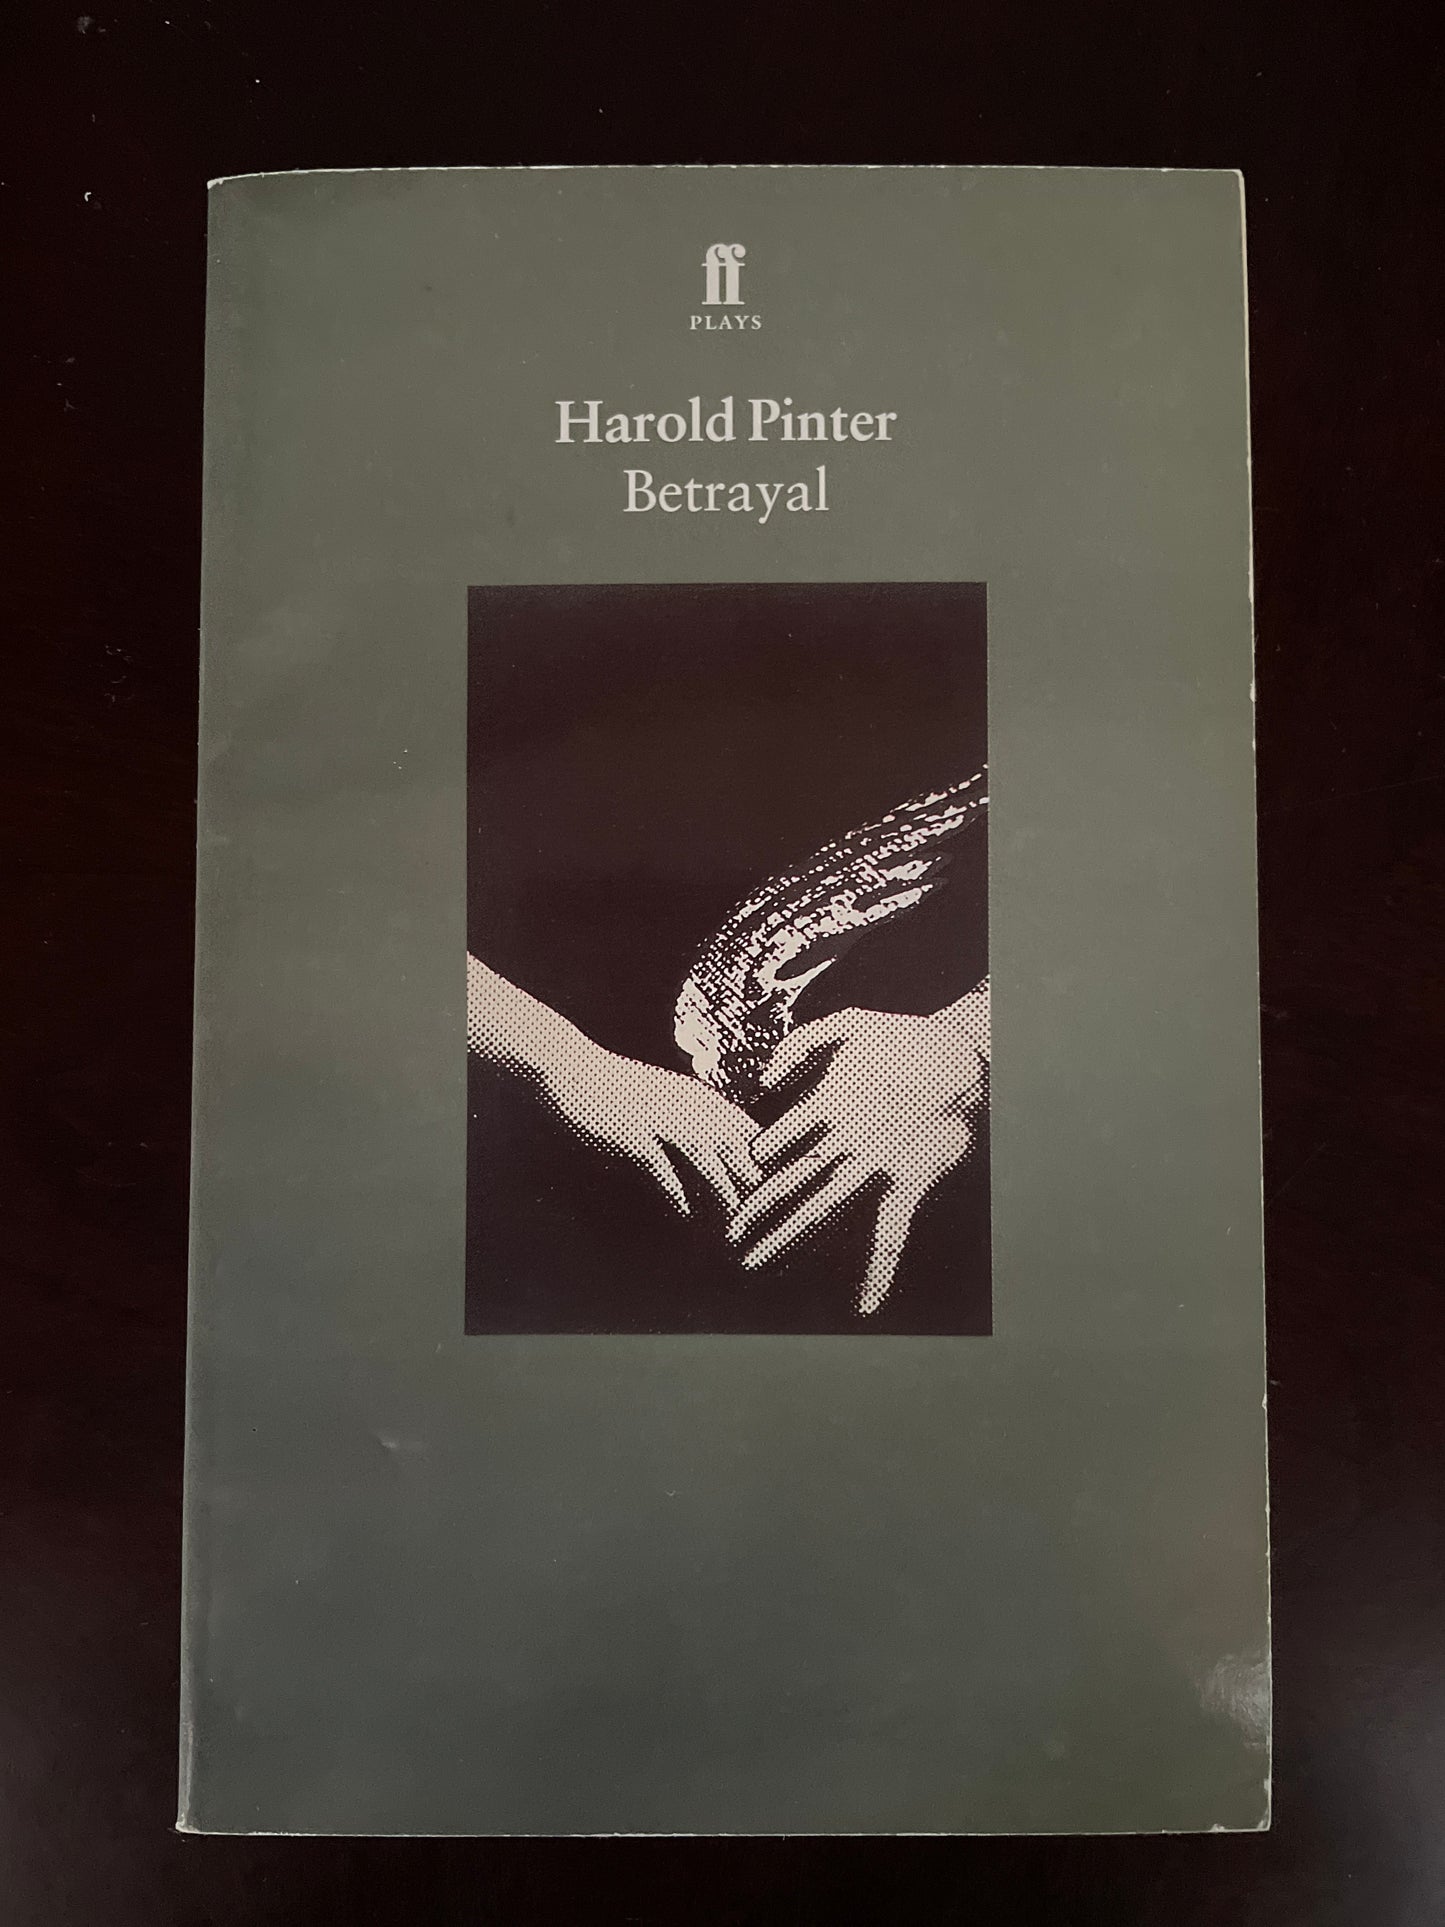 ff
PLAYS
Harold Pinter
Betrayal